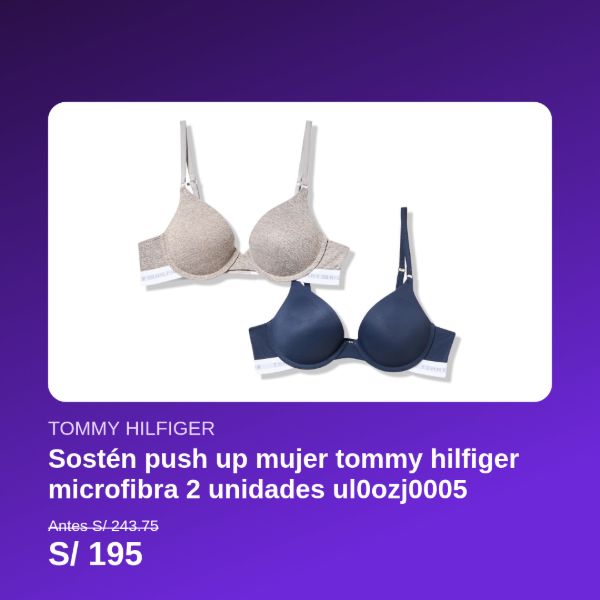 TOMMY HILFIGER
Sostén push up mujer tommy hilfiger
microfibra 2 unidades ul0ozj0005
Antes S/ 243.75
S/ 195